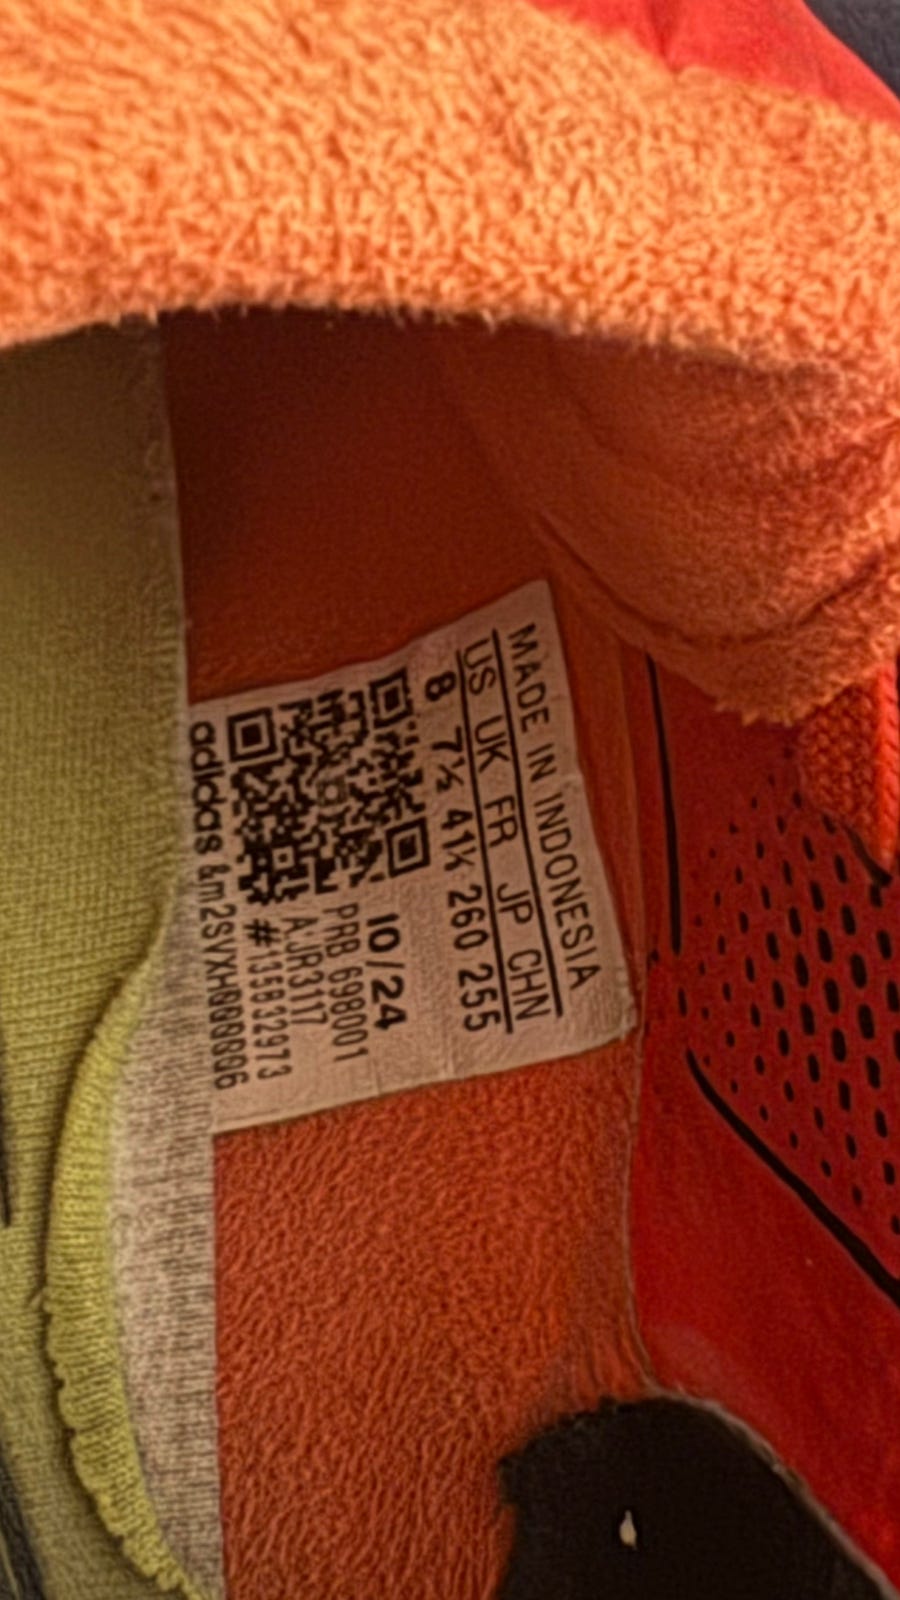 MADE IN INDONESIA
US UK FR JP CHN
8 7½ 41⅓ 260 255
10/24
PRB 698001
A JR3117
#135832973
adidas